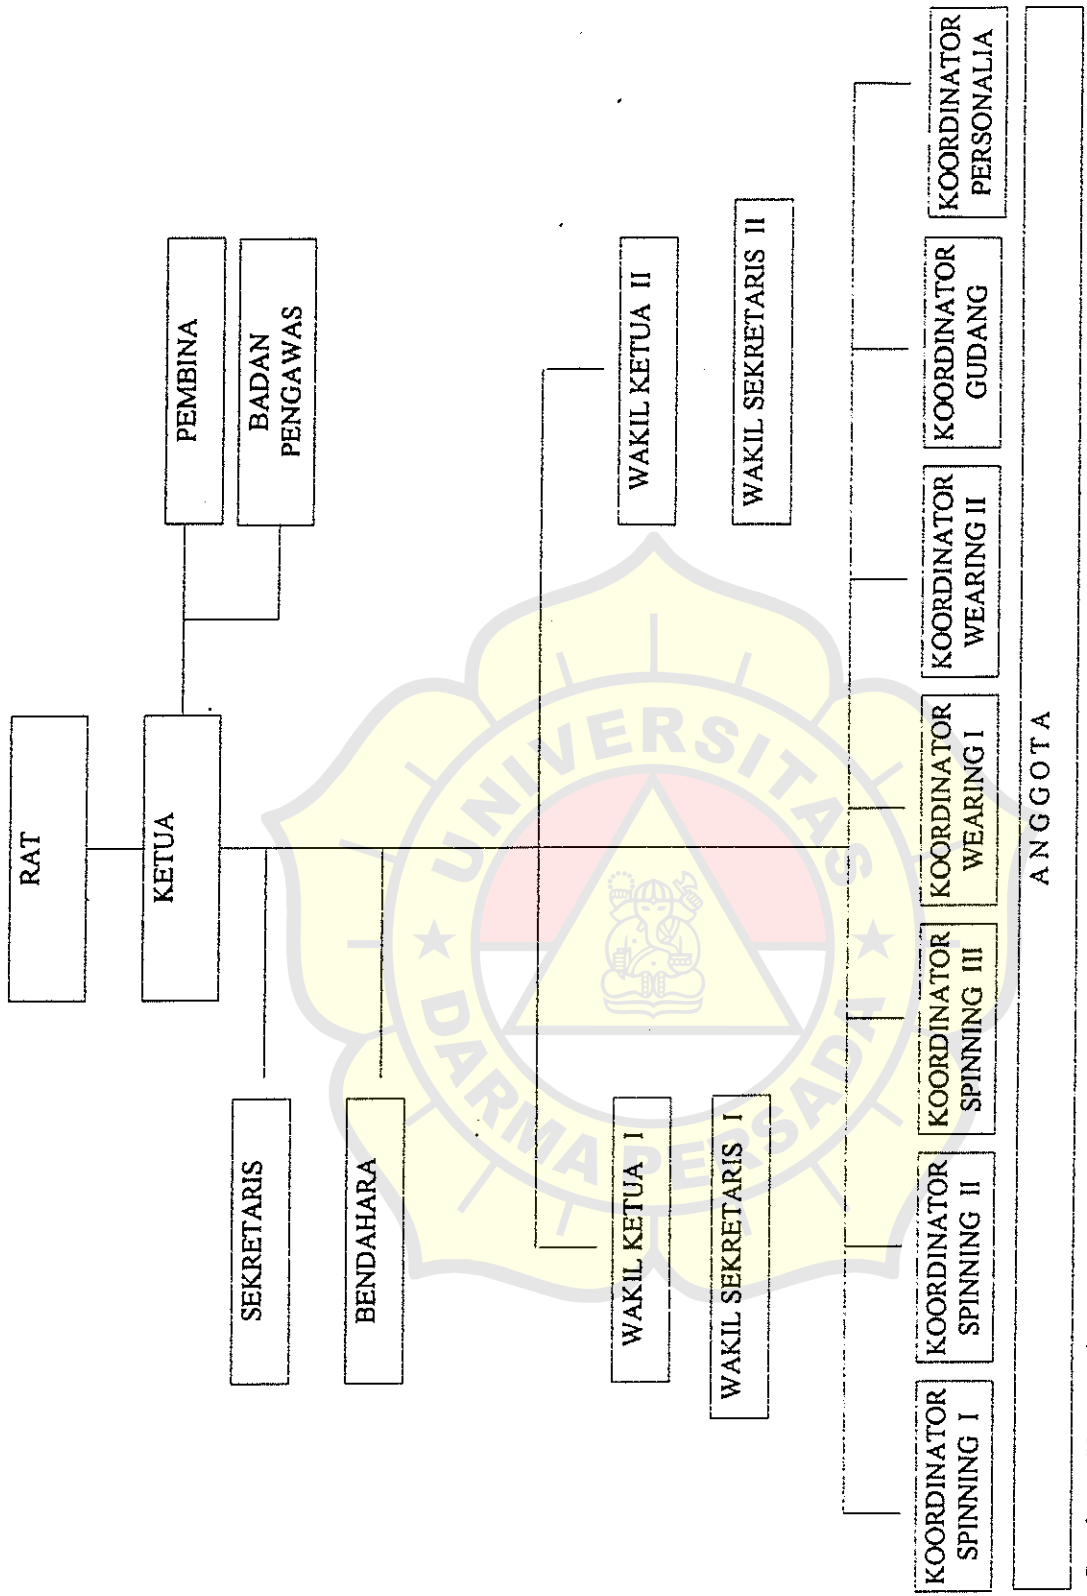 RAT
KETUA
PEMBINA
BADAN
PENGAWAS
SEKRETARIS
BENDAHARA
WAKIL KETUA I
WAKIL KETUA II
WAKIL SEKRETARIS I
WAKIL SEKRETARIS II
KOORDINATOR
SPINNING I
KOORDINATOR
SPINNING II
KOORDINATOR
SPINNING III
KOORDINATOR
WEARING I
KOORDINATOR
WEARING II
KOORDINATOR
GUDANG
KOORDINATOR
PERSONALIA
ANGGOTA
UNIVERSITAS
DARMA PERSADA